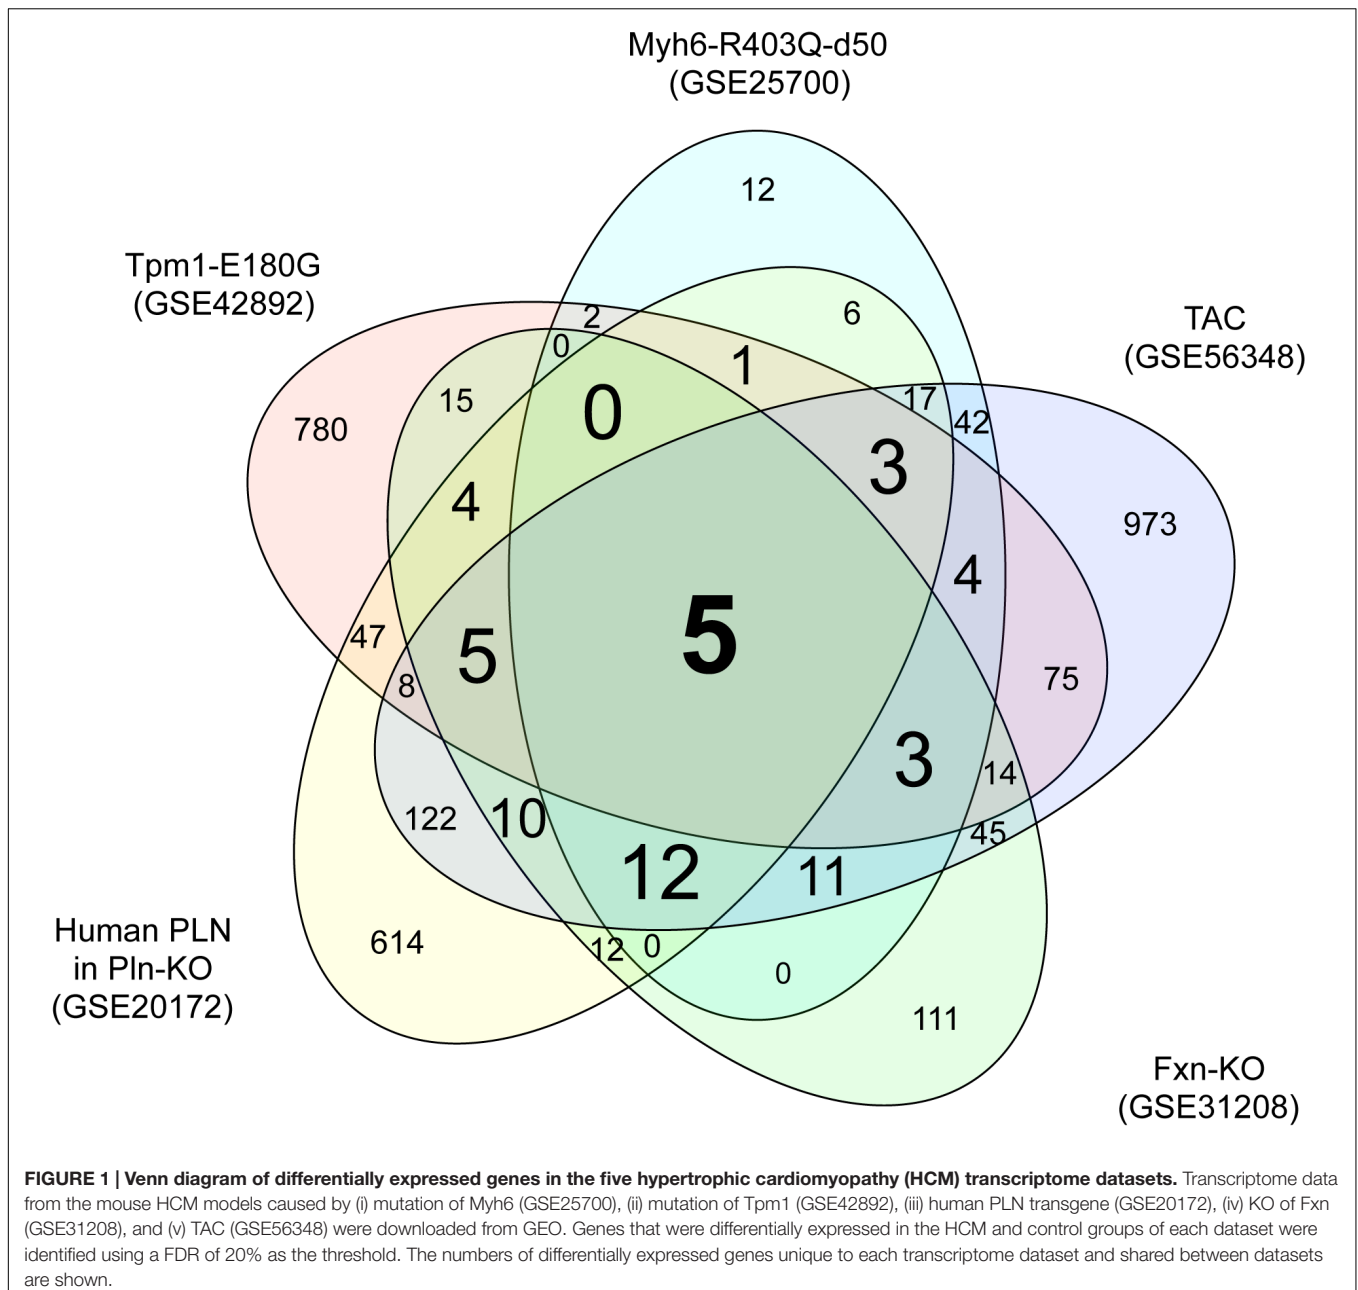 Myh6-R403Q-d50
(GSE25700)
12
Tpm1-E180G
(GSE42892)
TAC
(GSE56348)
2
6
0
1
15
0
17
42
780
3
4
973
4
47
5
5
8
75
3
14
122
10
45
12
11
Human PLN
in Pln-KO
(GSE20172)
614
12
0
0
111
Fxn-KO
(GSE31208)
FIGURE 1 | Venn diagram of differentially expressed genes in the five hypertrophic cardiomyopathy (HCM) transcriptome datasets. Transcriptome data
from the mouse HCM models caused by (i) mutation of Myh6 (GSE25700), (ii) mutation of Tpm1 (GSE42892), (iii) human PLN transgene (GSE20172), (iv) KO of Fxn
(GSE31208), and (v) TAC (GSE56348) were downloaded from GEO. Genes that were differentially expressed in the HCM and control groups of each dataset were
identified using a FDR of 20% as the threshold. The numbers of differentially expressed genes unique to each transcriptome dataset and shared between datasets
are shown.